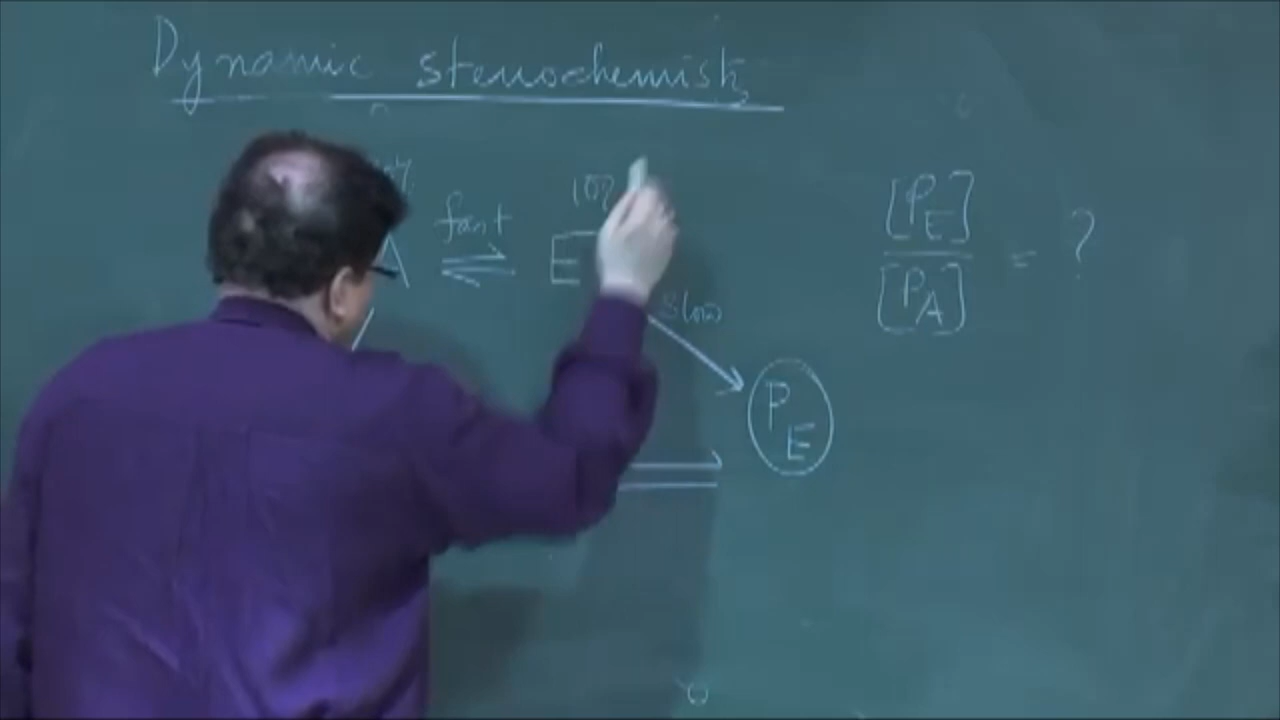 Dynamic stereochemistry
fast
A ⇌ E
slow
[P_E]
/
[P_A]
= ?
P_E